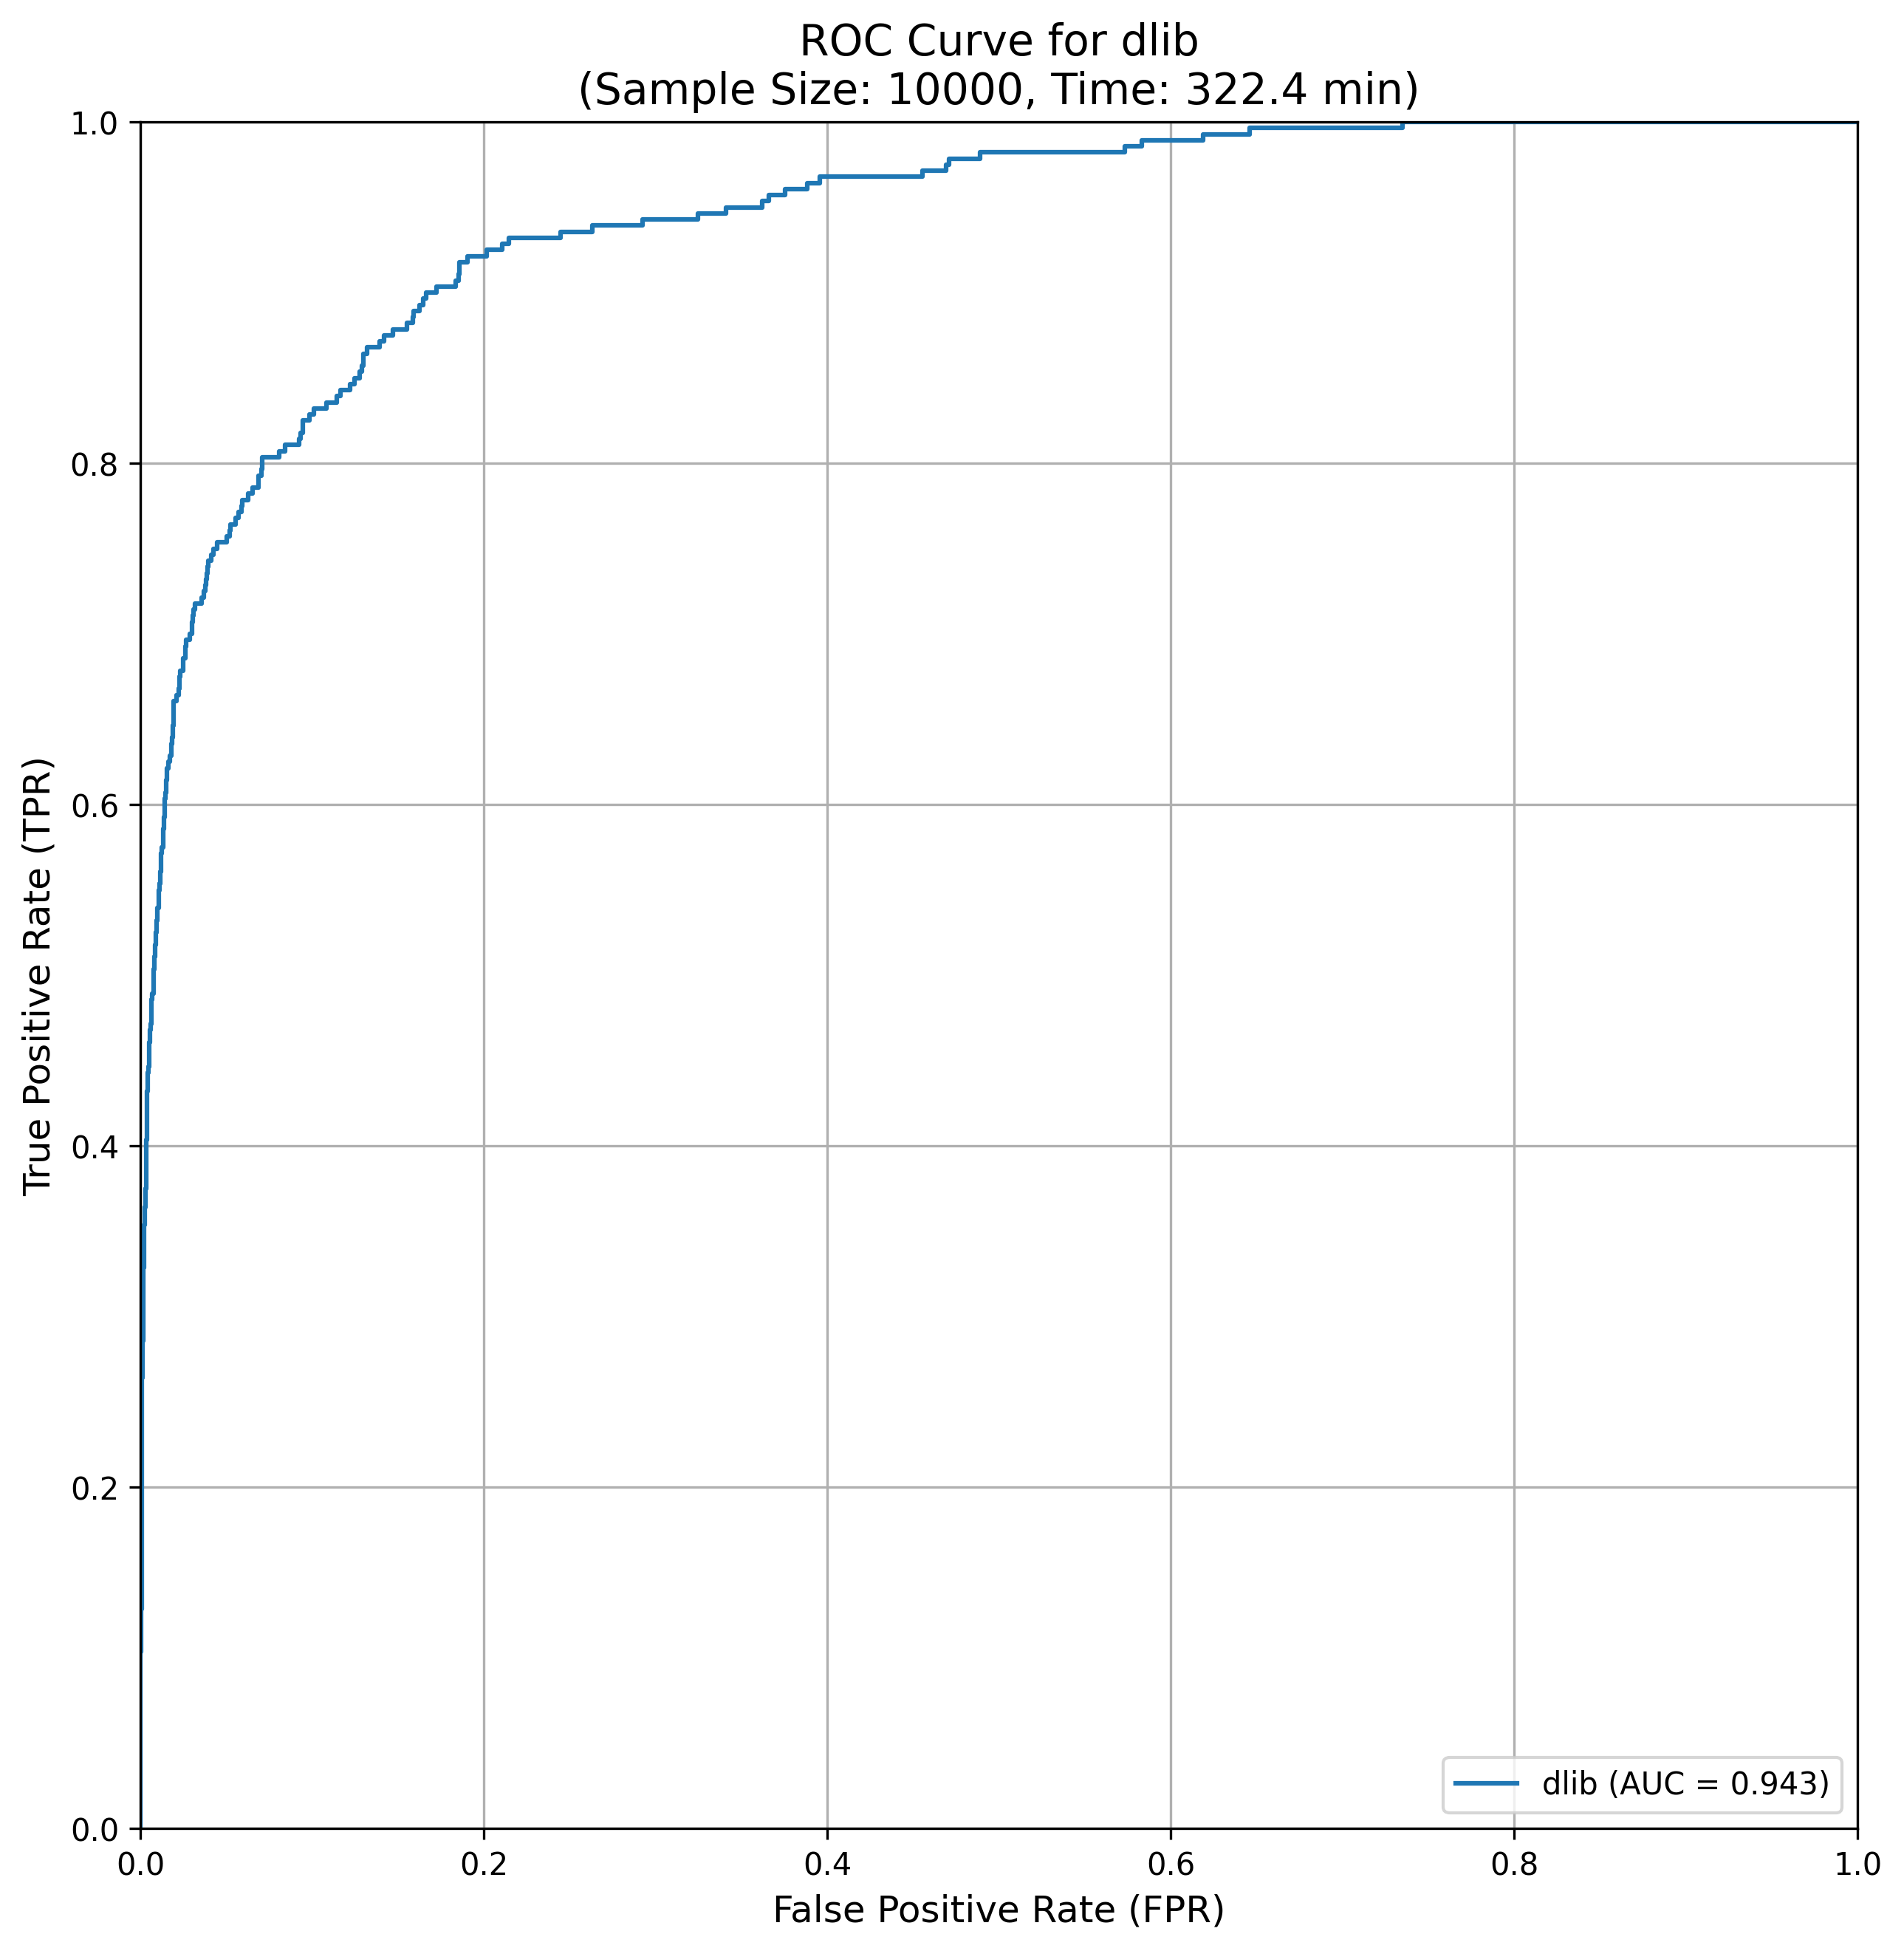 ROC Curve for dlib
(Sample Size: 10000, Time: 322.4 min)
1.0
0.8
0.6
0.4
0.2
0.0
True Positive Rate (TPR)
dlib (AUC = 0.943)
0.0 0.2 0.4 0.6 0.8 1.0
False Positive Rate (FPR)